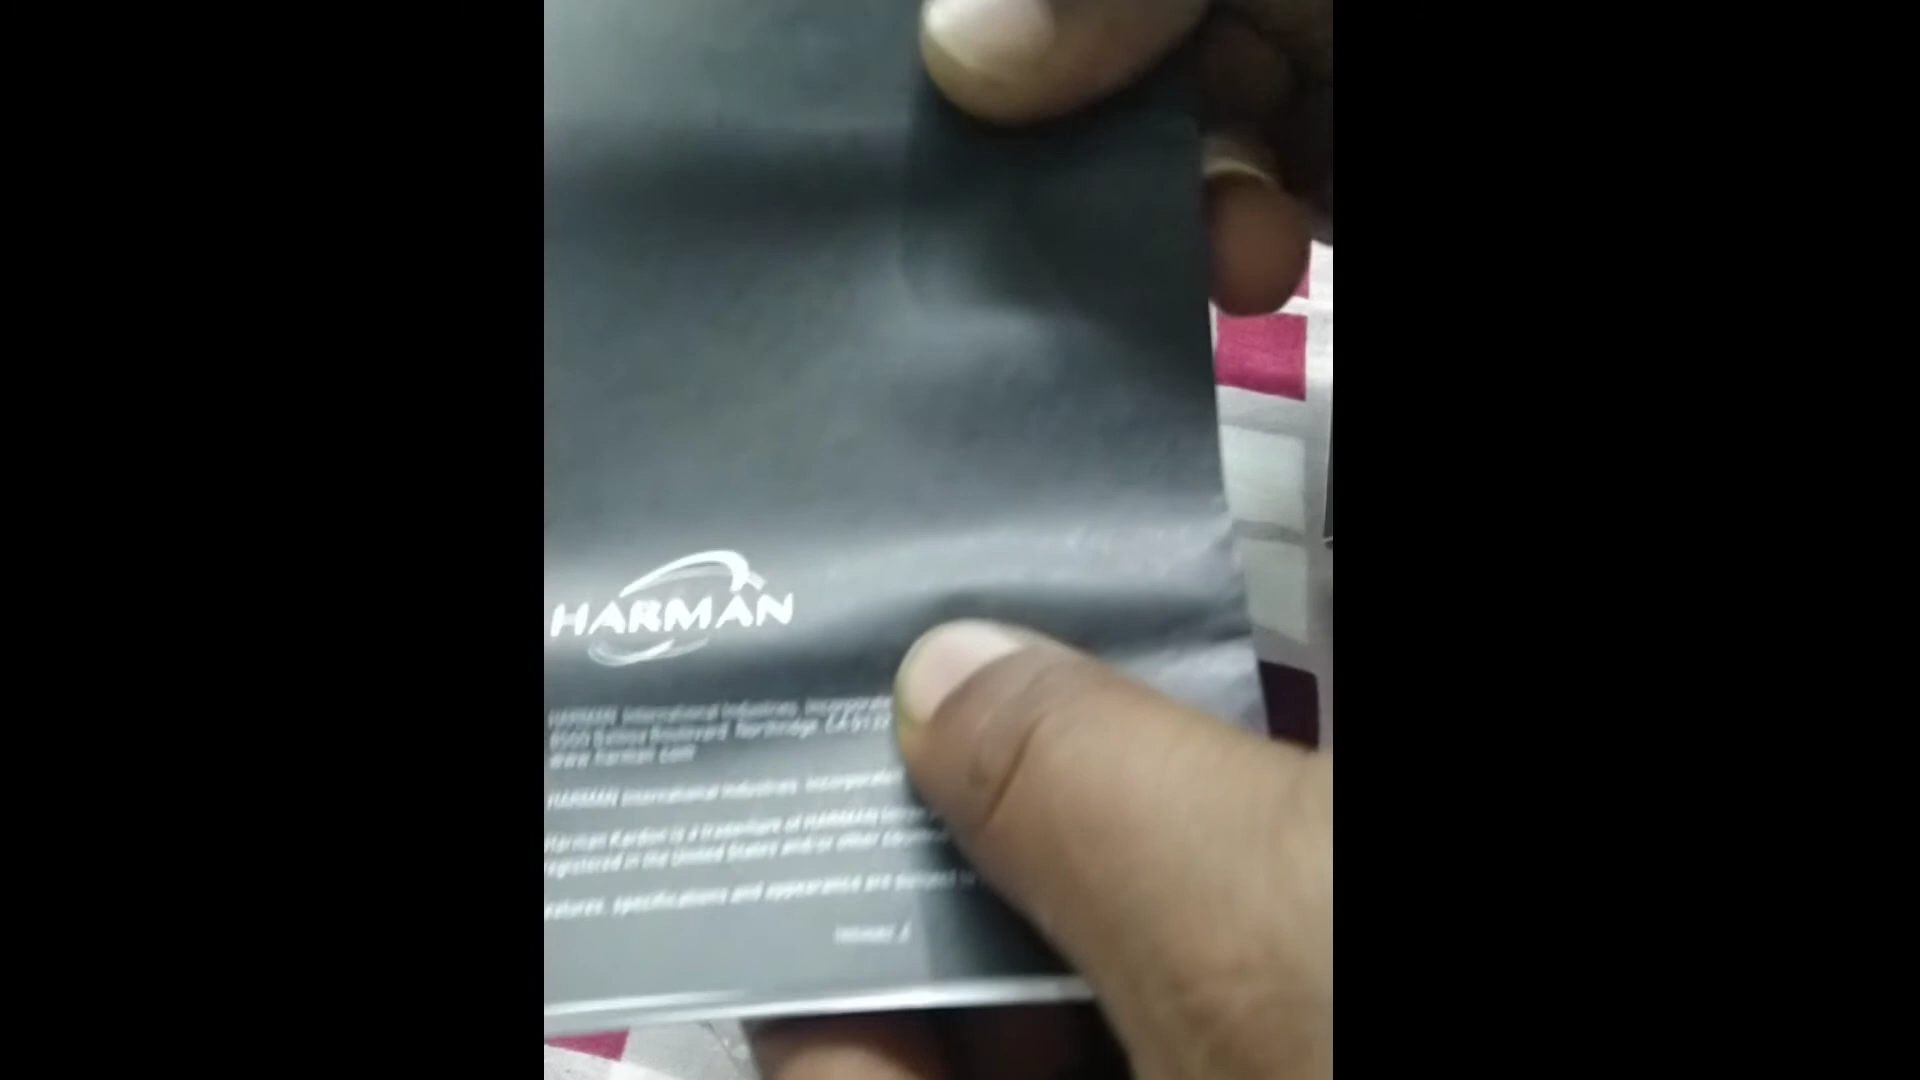 HARMAN
HARMAN International Industries, Incorporated
8500 Balboa Boulevard, Northridge, CA
www.harman.com
HARMAN International Industries, Incorporated
Harman Kardon is a trademark of HARMAN
registered in the United States and/or other
specifications and appearance are subject to